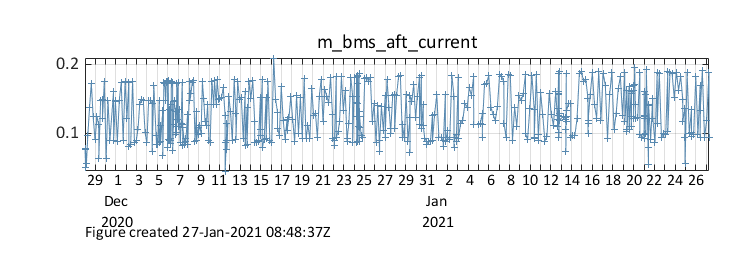 m_bms_aft_current
0.2
0.1
29 1 3 5 7 9 11 13 15 17 19 21 23 25 27 29 31 2 4 6 8 10 12 14 16 18 20 22 24 26
Dec Jan
2020 2021
Figure created 27-Jan-2021 08:48:37Z